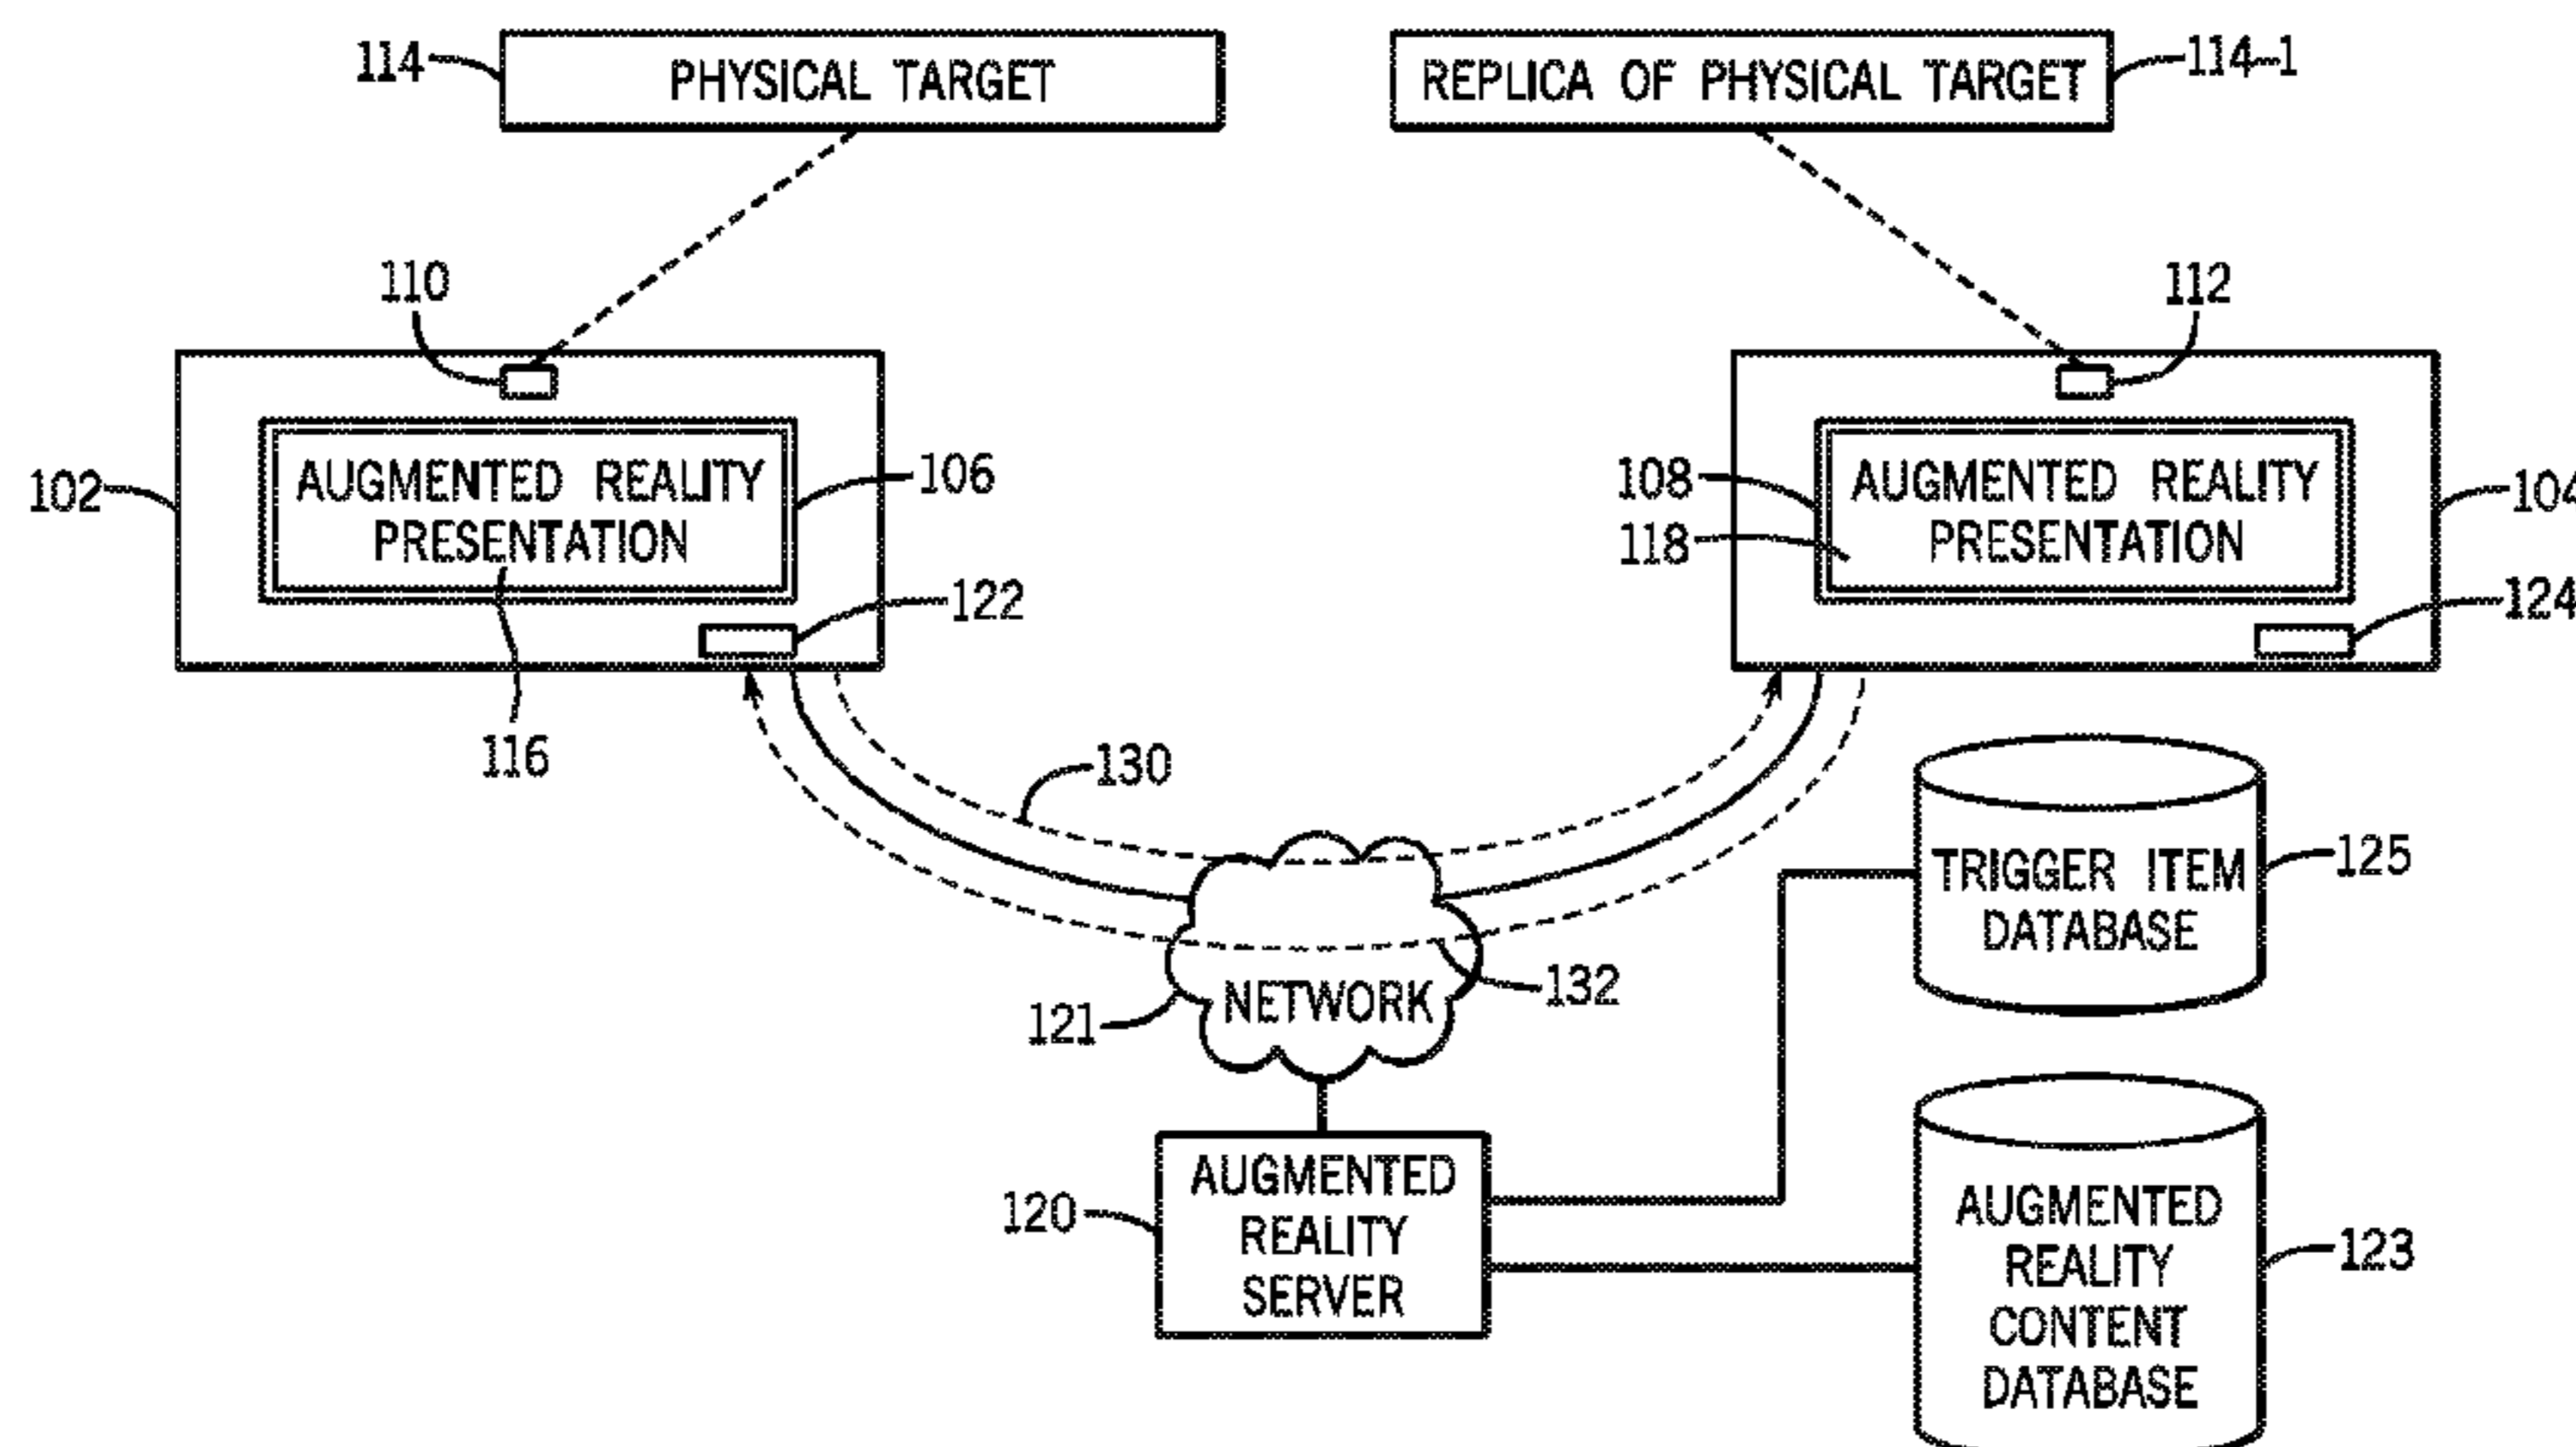 114
PHYSICAL TARGET
REPLICA OF PHYSICAL TARGET
114-1
110
112
102
AUGMENTED REALITY
PRESENTATION
106
108
118
AUGMENTED REALITY
PRESENTATION
104
122
124
116
130
TRIGGER ITEM
DATABASE
125
132
121
NETWORK
120
AUGMENTED
REALITY
SERVER
AUGMENTED
REALITY
CONTENT
DATABASE
123